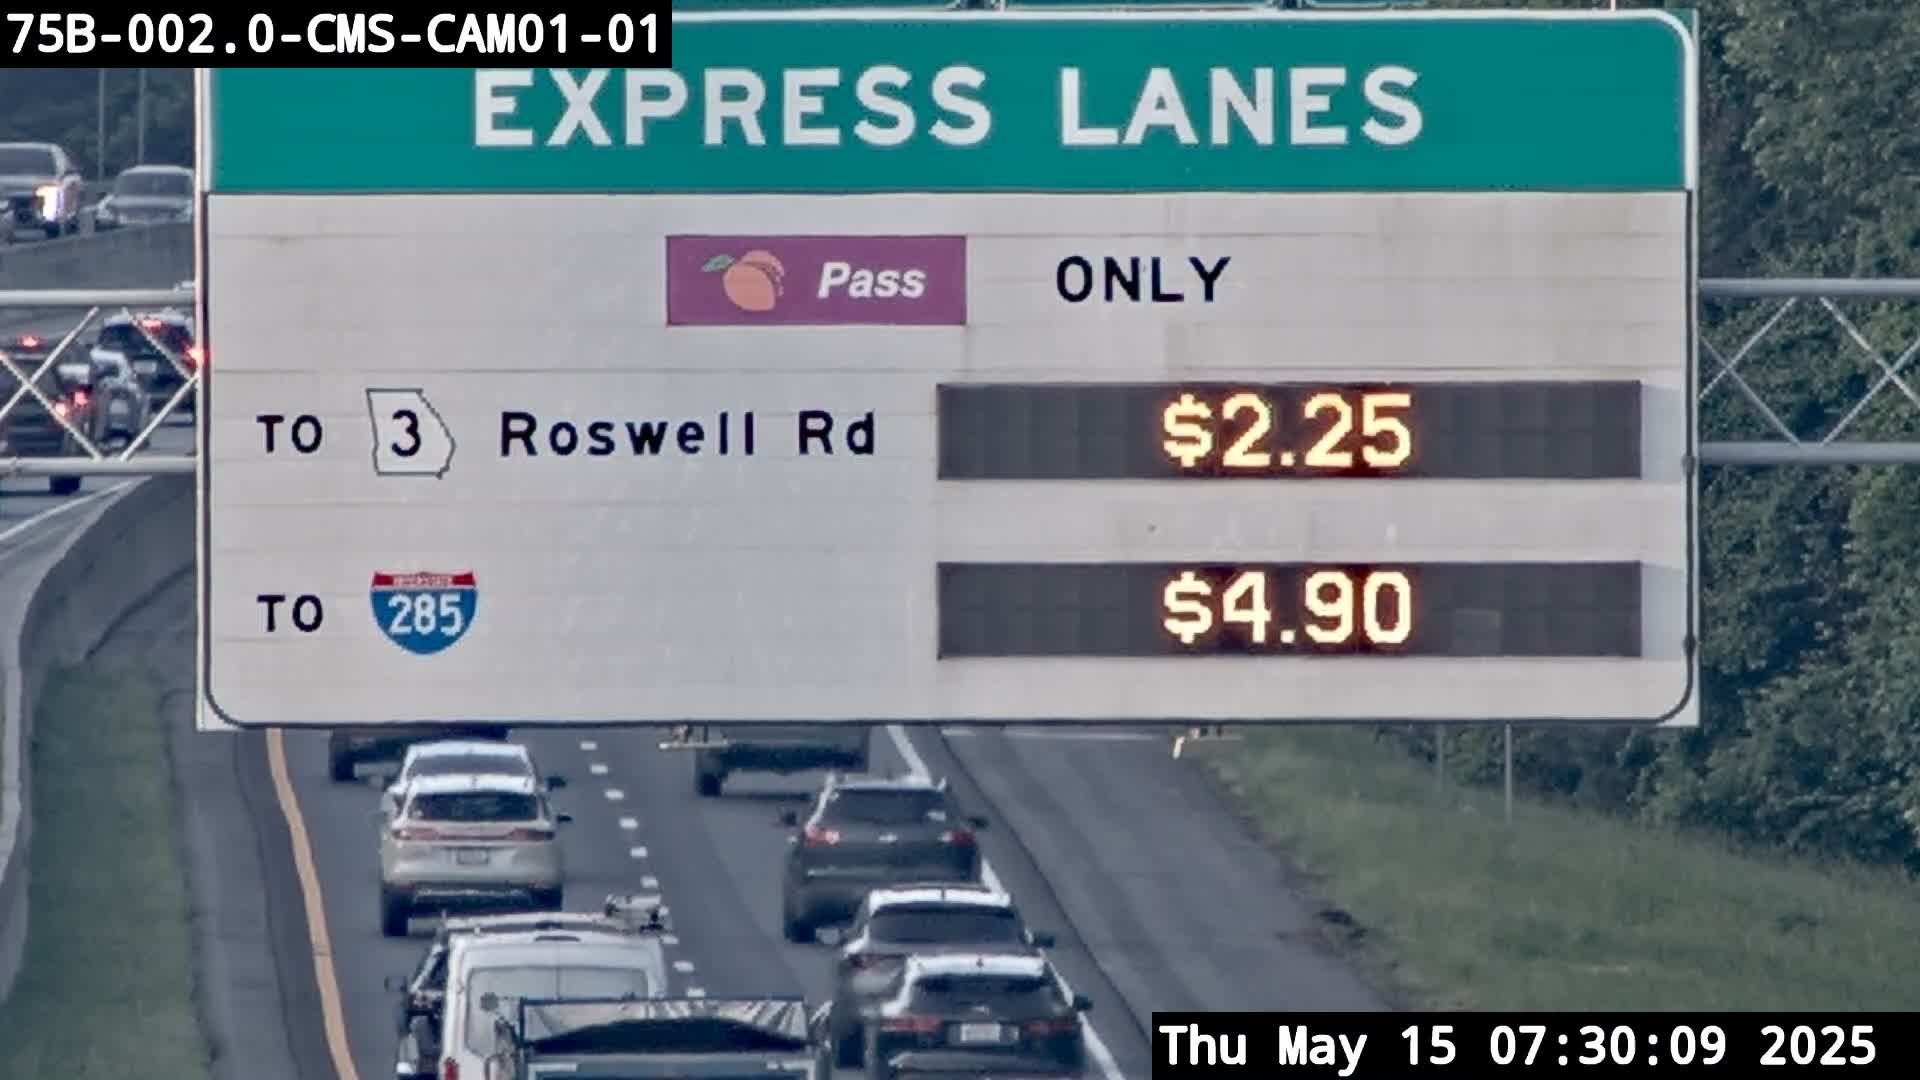 75B-002.0-CMS-CAM01-01
EXPRESS LANES
Pass ONLY
TO 3 Roswell Rd $2.25
TO INTERSTATE 285 $4.90
Thu May 15 07:30:09 2025